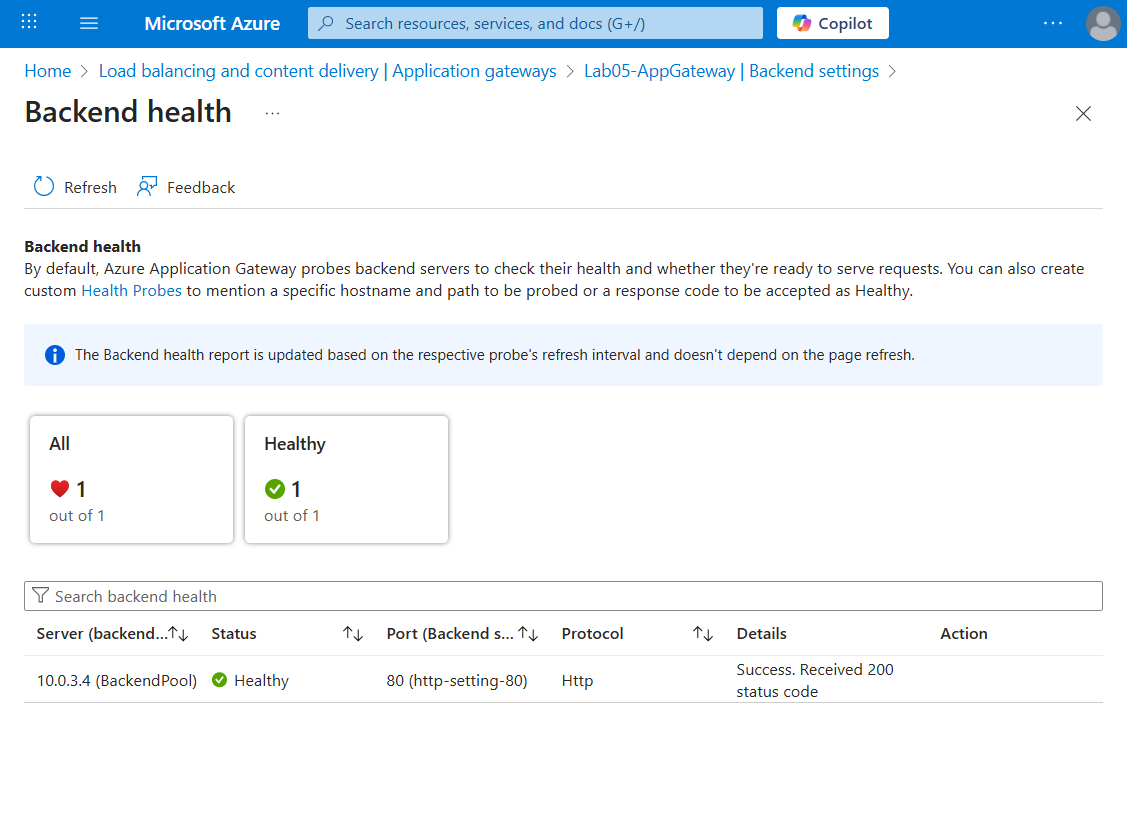 Microsoft Azure
Search resources, services, and docs (G+/)
Copilot
Home > Load balancing and content delivery | Application gateways > Lab05-AppGateway | Backend settings >
Backend health ...
Refresh Feedback
Backend health
By default, Azure Application Gateway probes backend servers to check their health and whether they're ready to serve requests. You can also create
custom Health Probes to mention a specific hostname and path to be probed or a response code to be accepted as Healthy.
The Backend health report is updated based on the respective probe's refresh interval and doesn't depend on the page refresh.
All
1
out of 1
Healthy
1
out of 1
Search backend health
Server (backend... Status Port (Backend s... Protocol Details Action
10.0.3.4 (BackendPool) Healthy 80 (http-setting-80) Http Success. Received 200
status code